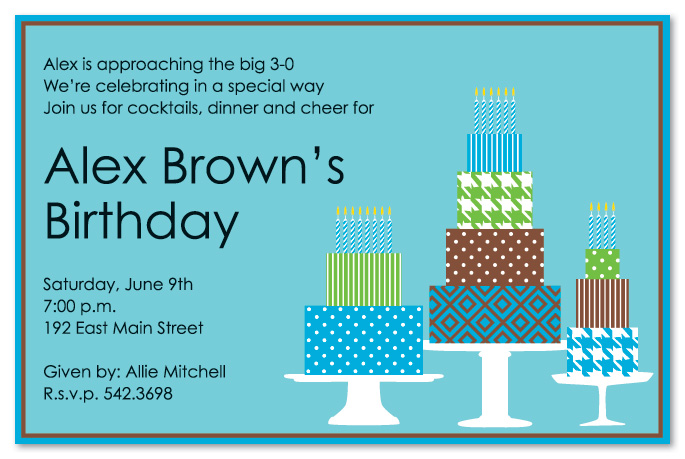 Alex is approaching the big 3-0
We're celebrating in a special way
Join us for cocktails, dinner and cheer for
Alex Brown's
Birthday
Saturday, June 9th
7:00 p.m.
192 East Main Street
Given by: Allie Mitchell
R.s.v.p. 542.3698